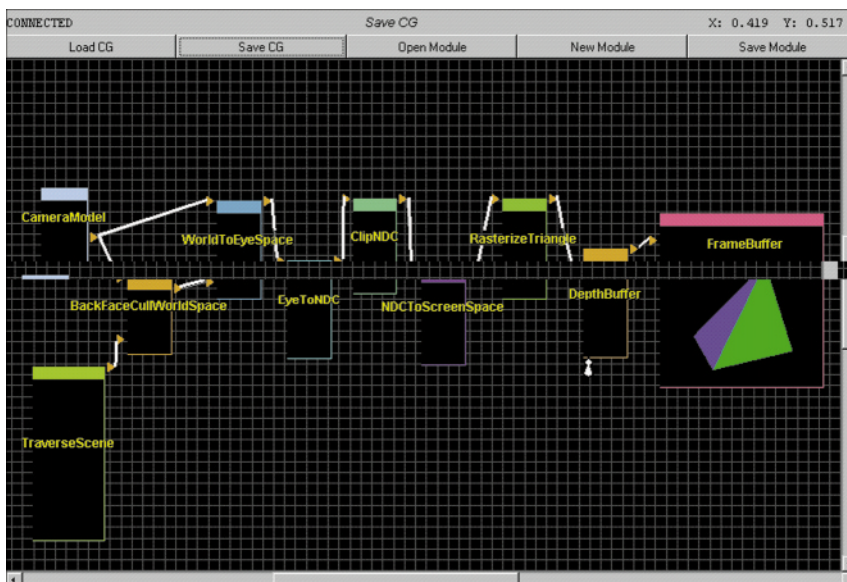 CONNECTED Save CG X: 0.419 Y: 0.517
Load CG Save CG Open Module New Module Save Module
CameraModel
WorldToEyeSpace
ClipNDC
RasterizeTriangle
FrameBuffer
BackFaceCullWorldSpace
EyeToNDC
NDCToScreenSpace
DepthBuffer
TraverseScene